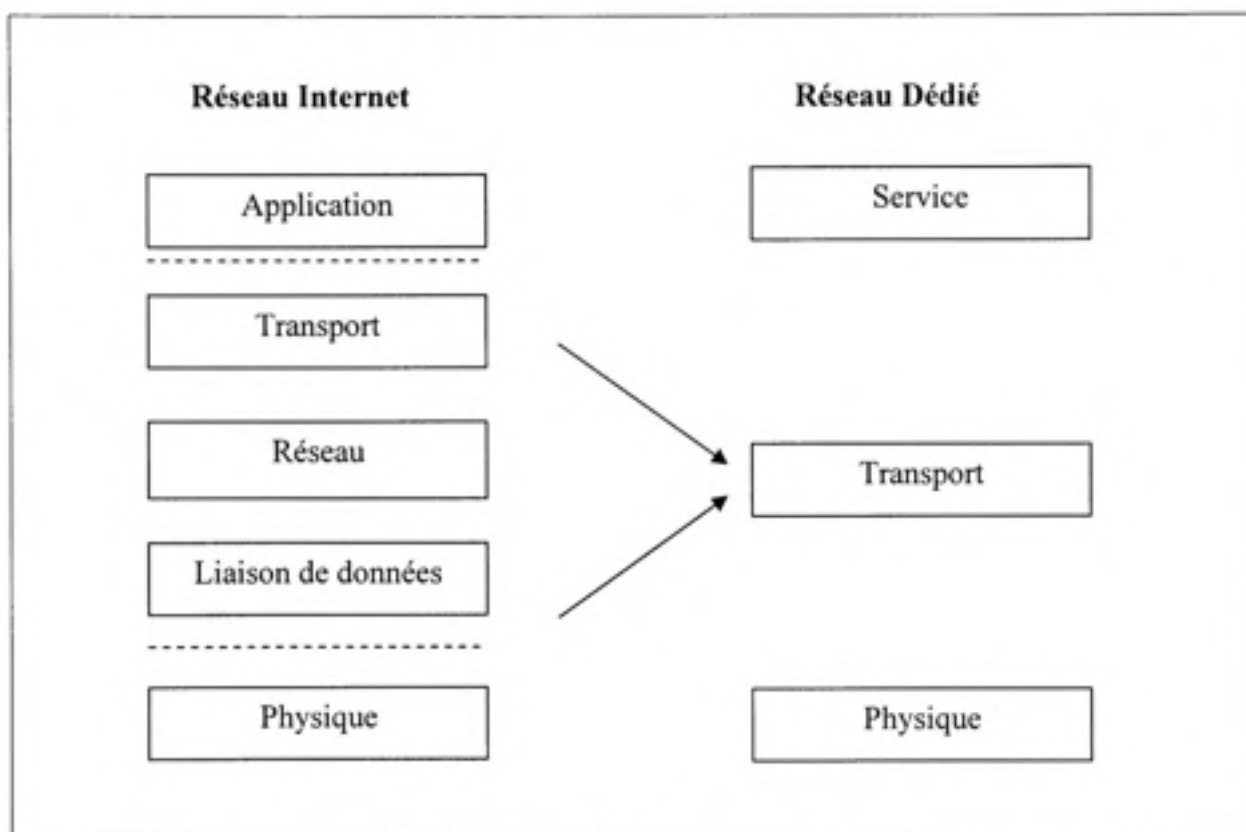 Réseau Internet
Réseau Dédié
Application
Service
Transport
Réseau
Transport
Liaison de données
Physique
Physique